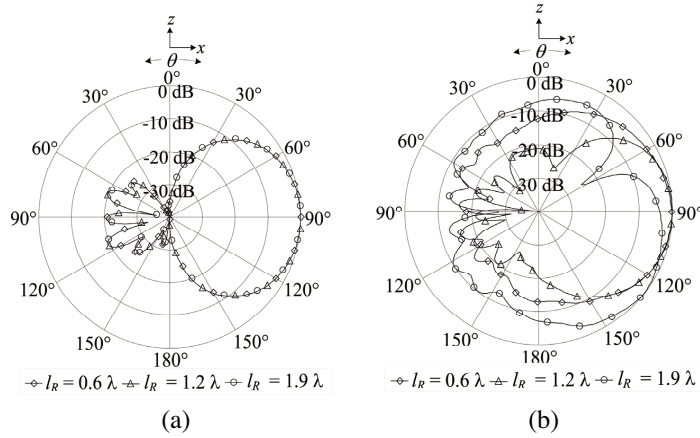 z
x
θ
0°
0 dB
30°
30°
-10 dB
60°
60°
-20 dB
-30 dB
90°
90°
120°
120°
150°
150°
180°
l_R = 0.6 λ l_R = 1.2 λ l_R = 1.9 λ
(a)
z
x
θ
0°
0 dB
30°
30°
-10 dB
60°
60°
-20 dB
30 dB
90°
90°
120°
120°
150°
150°
180°
l_R = 0.6 λ l_R = 1.2 λ l_R = 1.9 λ
(b)